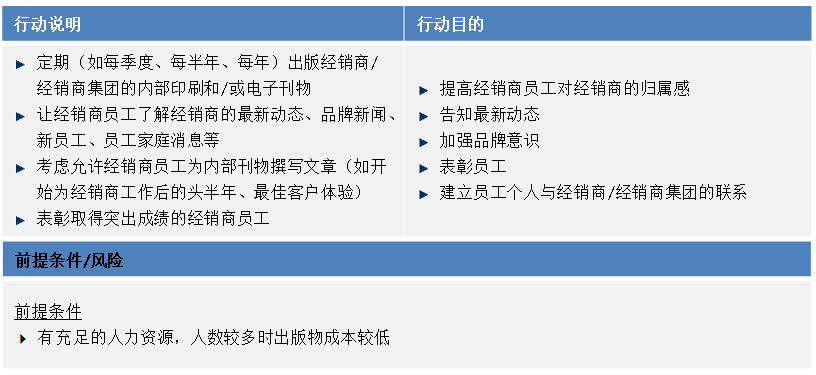 行动说明
定期（如每季度、每半年、每年）出版经销商/
经销商集团的内部印刷和/或电子刊物
让经销商员工了解经销商的最新动态、品牌新闻、
新员工、员工家庭消息等
考虑允许经销商员工为内部刊物撰写文章（如开
始为经销商工作后的头半年、最佳客户体验）
表彰取得突出成绩的经销商员工
行动目的
提高经销商员工对经销商的归属感
告知最新动态
加强品牌意识
表彰员工
建立员工个人与经销商/经销商集团的联系
前提条件/风险
前提条件
有充足的人力资源，人数较多时出版物成本较低